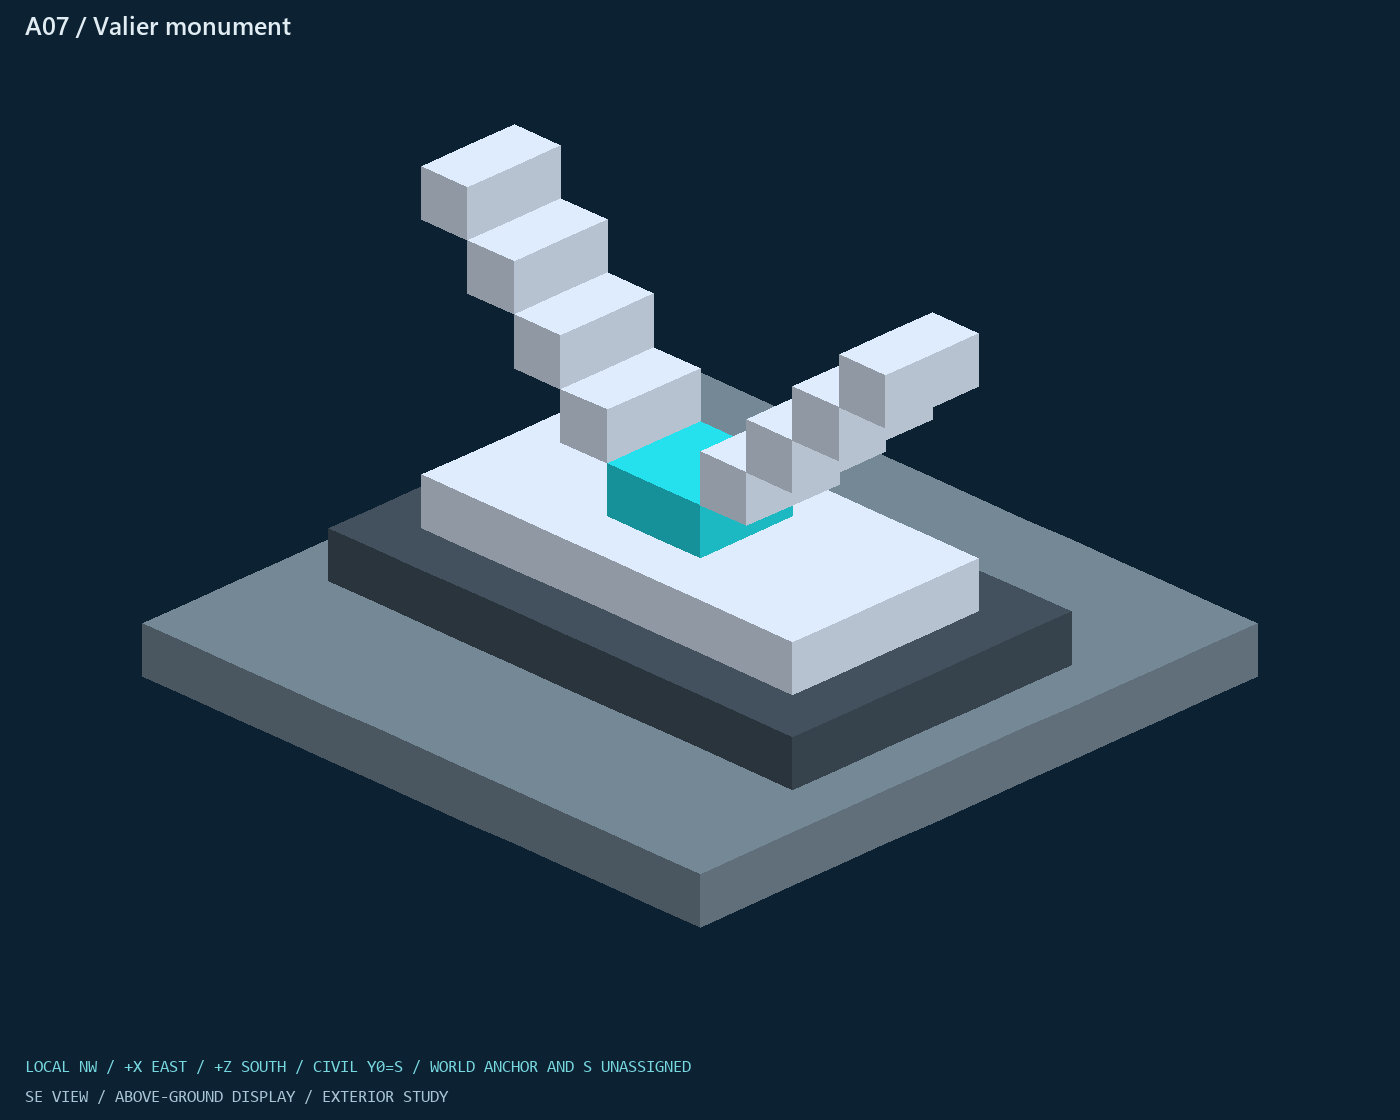 A07 / Valier monument
LOCAL NW / +X EAST / +Z SOUTH / CIVIL Y0=S / WORLD ANCHOR AND S UNASSIGNED
SE VIEW / ABOVE-GROUND DISPLAY / EXTERIOR STUDY